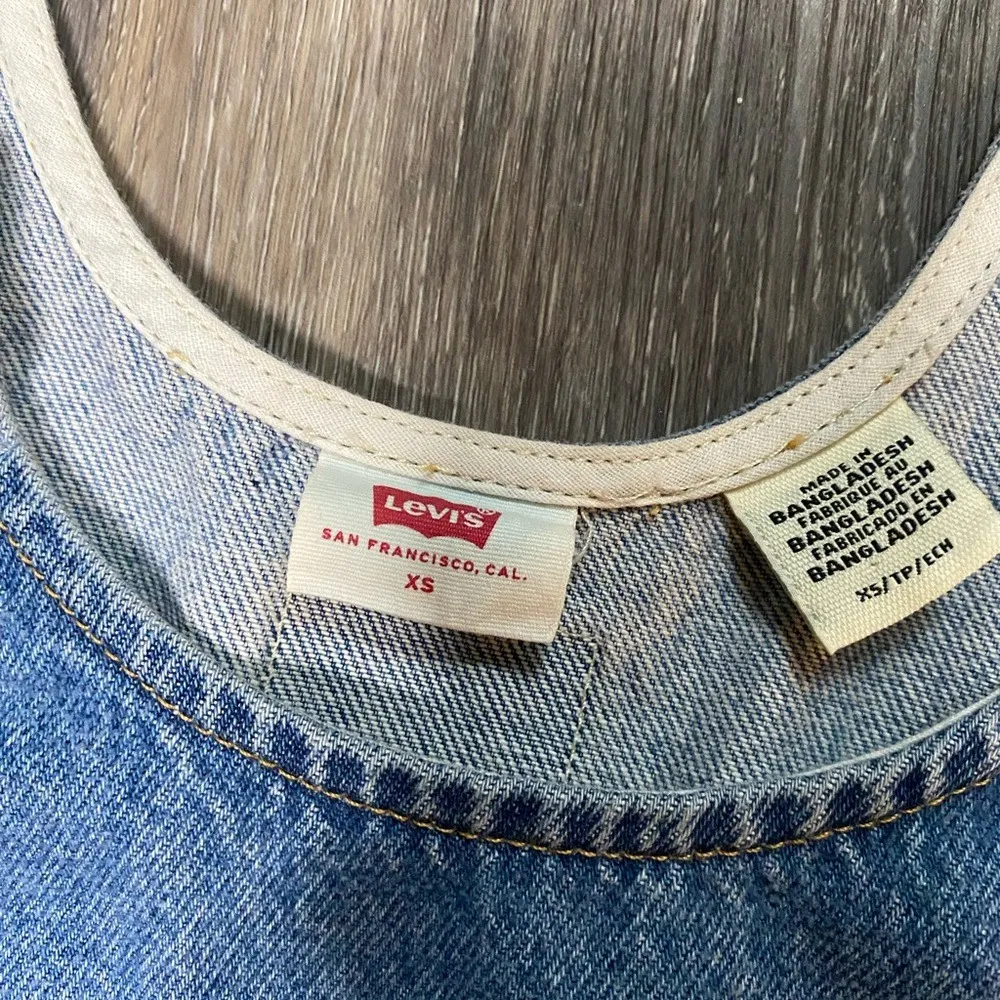 LEVI'S®
SAN FRANCISCO, CAL.
XS
MADE IN
BANGLADESH
FABRIQUE AU
BANGLADESH
FABRICADO EN
BANGLADESH
XS/TP/ECH